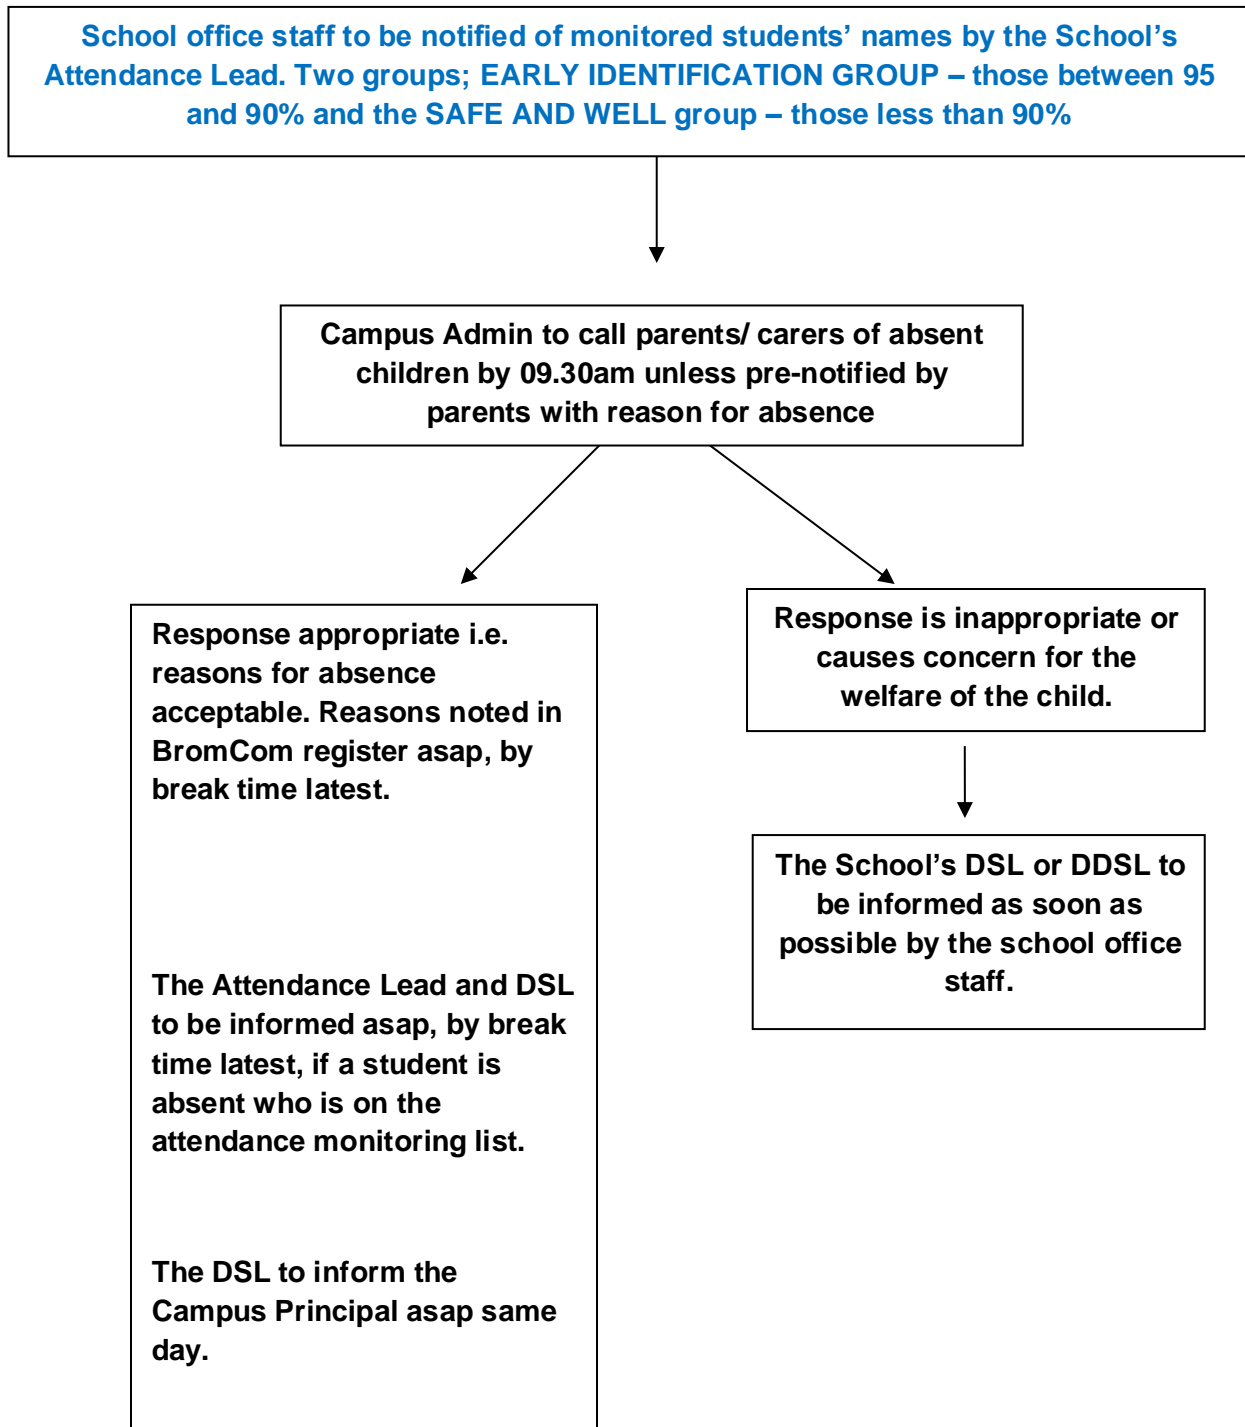 School office staff to be notified of monitored students’ names by the School’s
Attendance Lead. Two groups; EARLY IDENTIFICATION GROUP – those between 95
and 90% and the SAFE AND WELL group – those less than 90%
Campus Admin to call parents/ carers of absent
children by 09.30am unless pre-notified by
parents with reason for absence
Response appropriate i.e.
reasons for absence
acceptable. Reasons noted in
BromCom register asap, by
break time latest.
The Attendance Lead and DSL
to be informed asap, by break
time latest, if a student is
absent who is on the
attendance monitoring list.
The DSL to inform the
Campus Principal asap same
day.
Response is inappropriate or
causes concern for the
welfare of the child.
The School’s DSL or DDSL to
be informed as soon as
possible by the school office
staff.